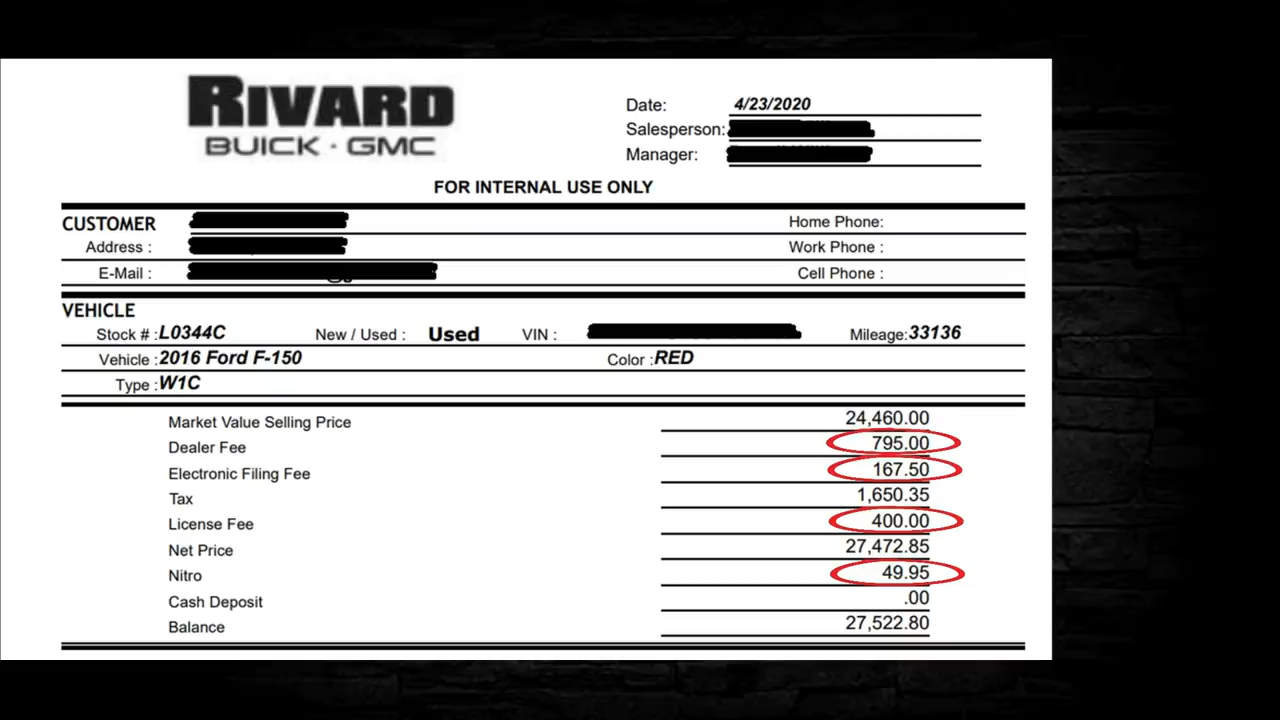 RIVARD
BUICK · GMC
Date: 4/23/2020
Salesperson:
Manager:
FOR INTERNAL USE ONLY
CUSTOMER
Home Phone:
Address :
Work Phone :
E-Mail :
Cell Phone :
VEHICLE
Stock # : L0344C New / Used : Used VIN : Mileage: 33136
Vehicle : 2016 Ford F-150 Color : RED
Type : W1C
Market Value Selling Price 24,460.00
Dealer Fee 795.00
Electronic Filing Fee 167.50
Tax 1,650.35
License Fee 400.00
Net Price 27,472.85
Nitro 49.95
Cash Deposit .00
Balance 27,522.80